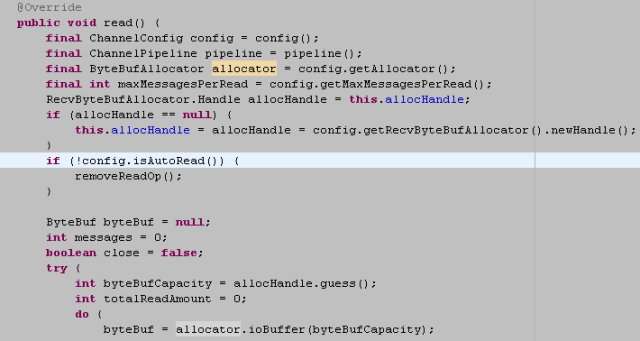 @Override
public void read() {
final ChannelConfig config = config();
final ChannelPipeline pipeline = pipeline();
final ByteBufAllocator allocator = config.getAllocator();
final int maxMessagesPerRead = config.getMaxMessagesPerRead();
RecvByteBufAllocator.Handle allocHandle = this.allocHandle;
if (allocHandle == null) {
this.allocHandle = allocHandle = config.getRecvByteBufAllocator().newHandle();
}
if (!config.isAutoRead()) {
removeReadOp();
}
ByteBuf byteBuf = null;
int messages = 0;
boolean close = false;
try {
int byteBufCapacity = allocHandle.guess();
int totalReadAmount = 0;
do {
byteBuf = allocator.ioBuffer(byteBufCapacity);